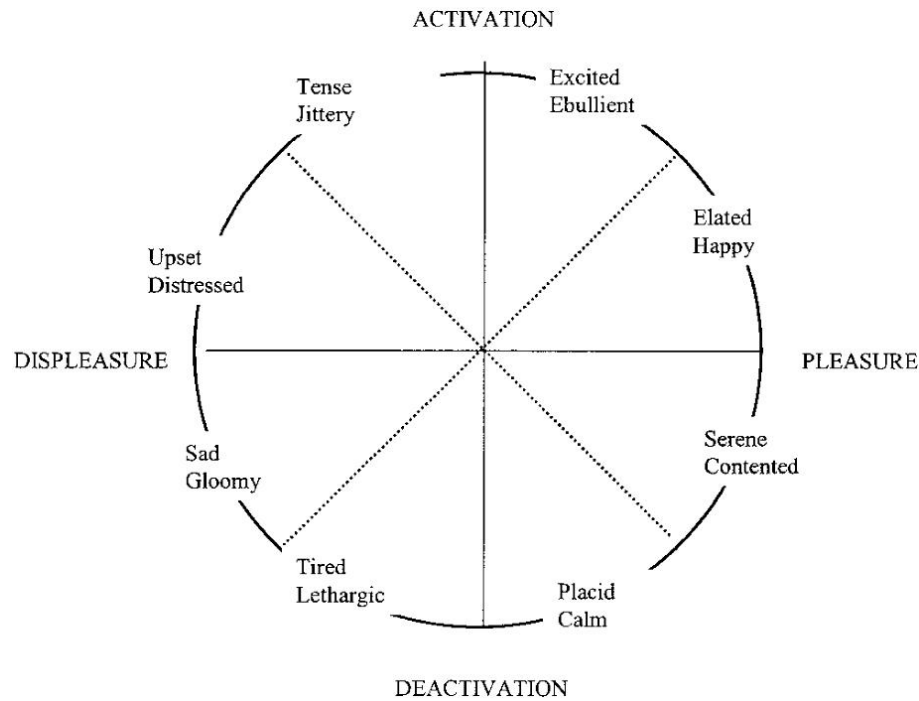 ACTIVATION
Tense
Jittery
Excited
Ebullient
Upset
Distressed
Elated
Happy
DISPLEASURE
PLEASURE
Sad
Gloomy
Serene
Contented
Tired
Lethargic
Placid
Calm
DEACTIVATION